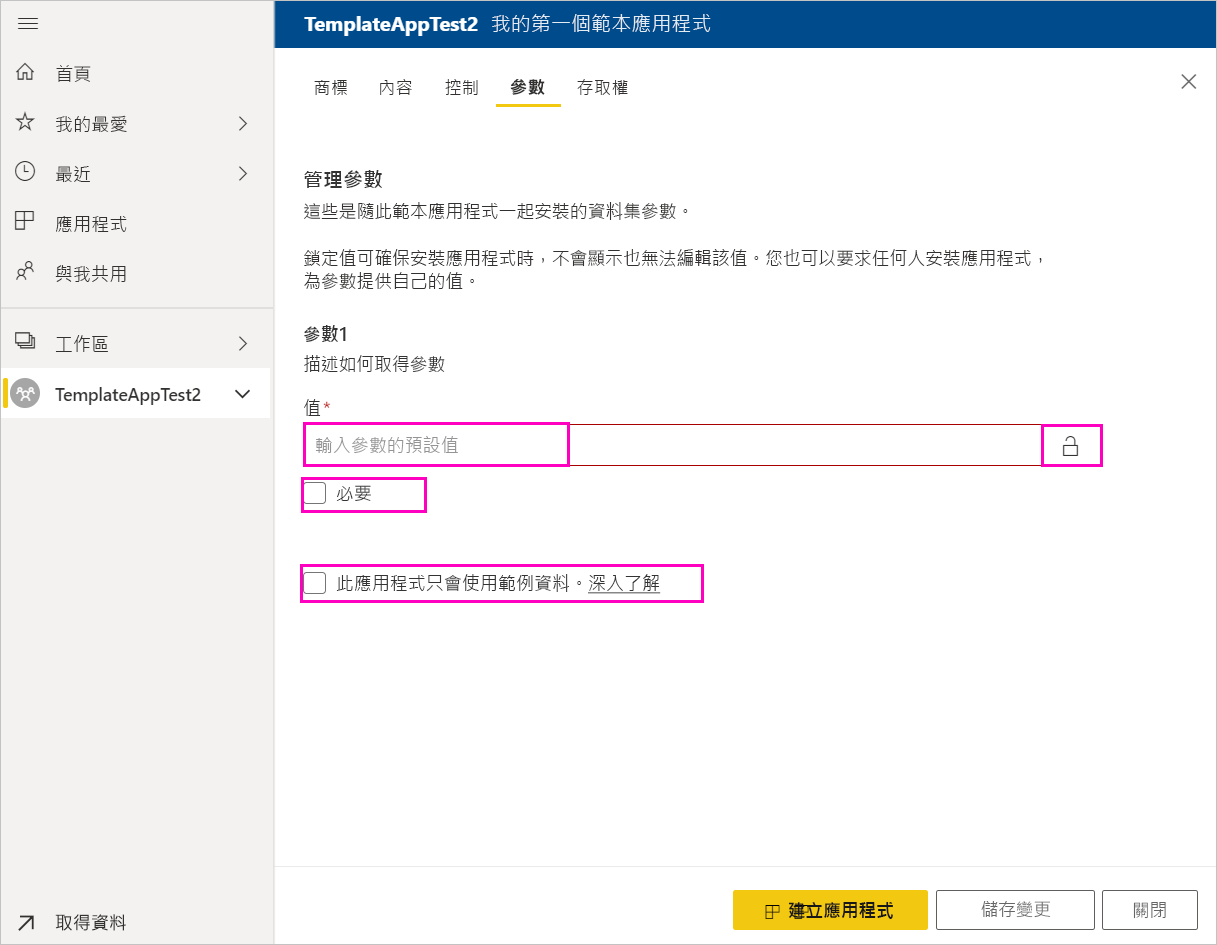 TemplateAppTest2 我的第一個範本應用程式
首頁
我的最愛
最近
應用程式
與我共用
工作區
TemplateAppTest2
取得資料
商標 內容 控制 參數 存取權
管理參數
這些是隨此範本應用程式一起安裝的資料集參數。
鎖定值可確保安裝應用程式時，不會顯示也無法編輯該值。您也可以要求任何人安裝應用程式，
為參數提供自己的值。
參數1
描述如何取得參數
值*
輸入參數的預設值
必要
此應用程式只會使用範例資料。深入了解
建立應用程式 儲存變更 關閉